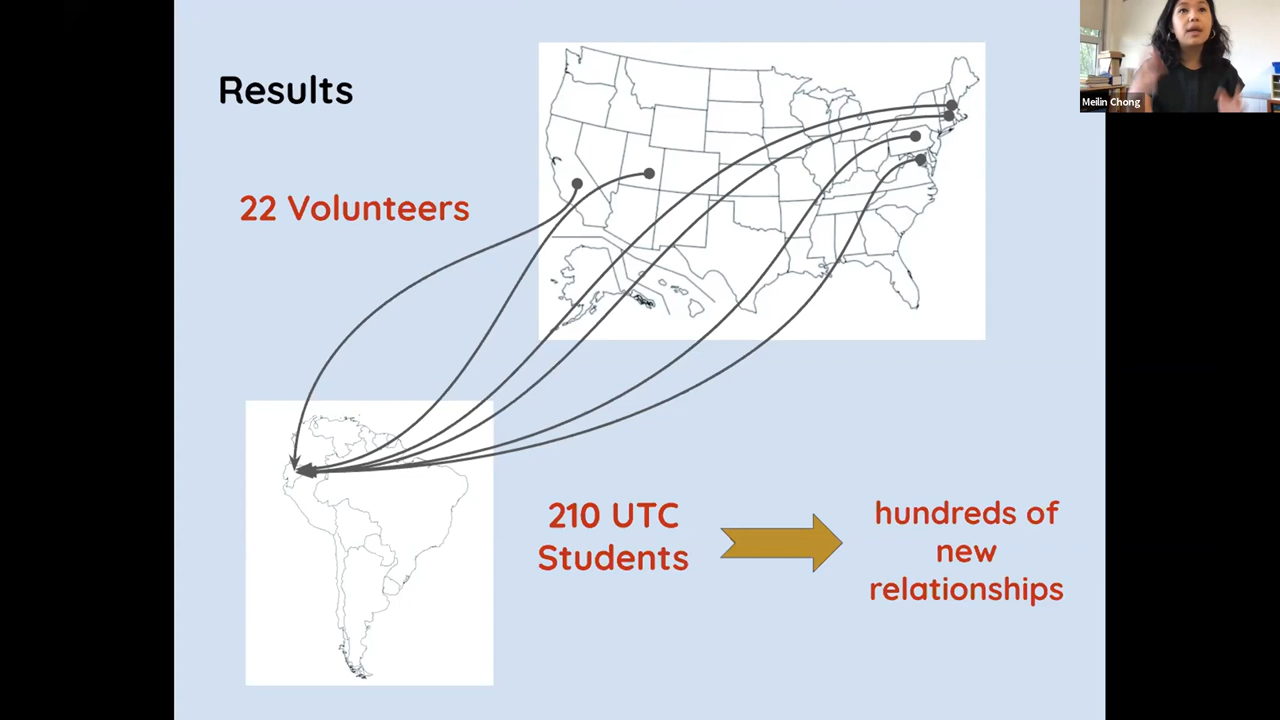 Results
22 Volunteers
210 UTC
Students
hundreds of
new
relationships
Meilin Chong